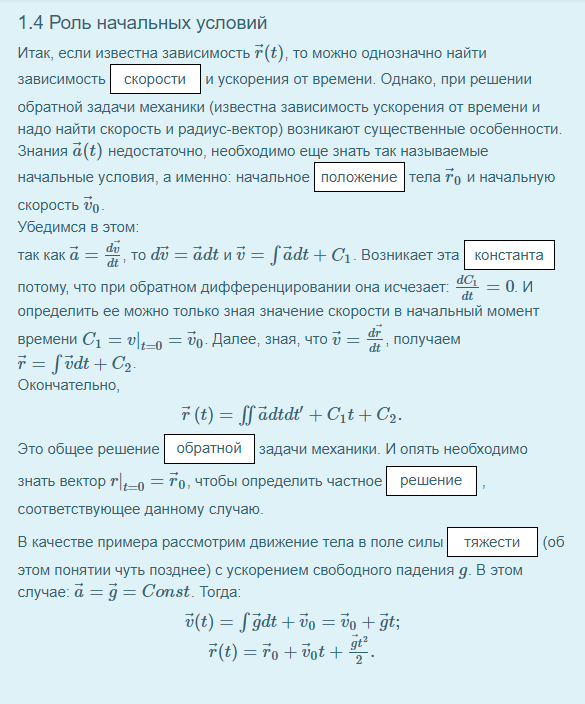 1.4 Роль начальных условий
Итак, если известна зависимость $\vec{r}(t)$, то можно однозначно найти
зависимость скорости и ускорения от времени. Однако, при решении
обратной задачи механики (известна зависимость ускорения от времени и
надо найти скорость и радиус-вектор) возникают существенные особенности.
Знания $\vec{a}(t)$ недостаточно, необходимо еще знать так называемые
начальные условия, а именно: начальное положение тела $\vec{r}_0$ и начальную
скорость $\vec{v}_0$.
Убедимся в этом:
так как $\vec{a} = \frac{d\vec{v}}{dt}$, то $d\vec{v} = \vec{a}dt$ и $\vec{v} = \int \vec{a}dt + C_1$. Возникает эта константа
потому, что при обратном дифференцировании она исчезает: $\frac{dC_1}{dt} = 0$. И
определить ее можно только зная значение скорости в начальный момент
времени $C_1 = v|_{t=0} = \vec{v}_0$. Далее, зная, что $\vec{v} = \frac{d\vec{r}}{dt}$, получаем
$\vec{r} = \int \vec{v}dt + C_2$.
Окончательно,
$\vec{r}\,(t) = \iint \vec{a}dtdt' + C_1t + C_2.$
Это общее решение обратной задачи механики. И опять необходимо
знать вектор $r|_{t=0} = \vec{r}_0$, чтобы определить частное решение ,
соответствующее данному случаю.
В качестве примера рассмотрим движение тела в поле силы тяжести (об
этом понятии чуть позднее) с ускорением свободного падения $g$. В этом
случае: $\vec{a} = \vec{g} = Const$. Тогда:
$\vec{v}(t) = \int \vec{g}dt + \vec{v}_0 = \vec{v}_0 + \vec{g}t;$
$\vec{r}(t) = \vec{r}_0 + \vec{v}_0t + \frac{\vec{g}t^2}{2}.$